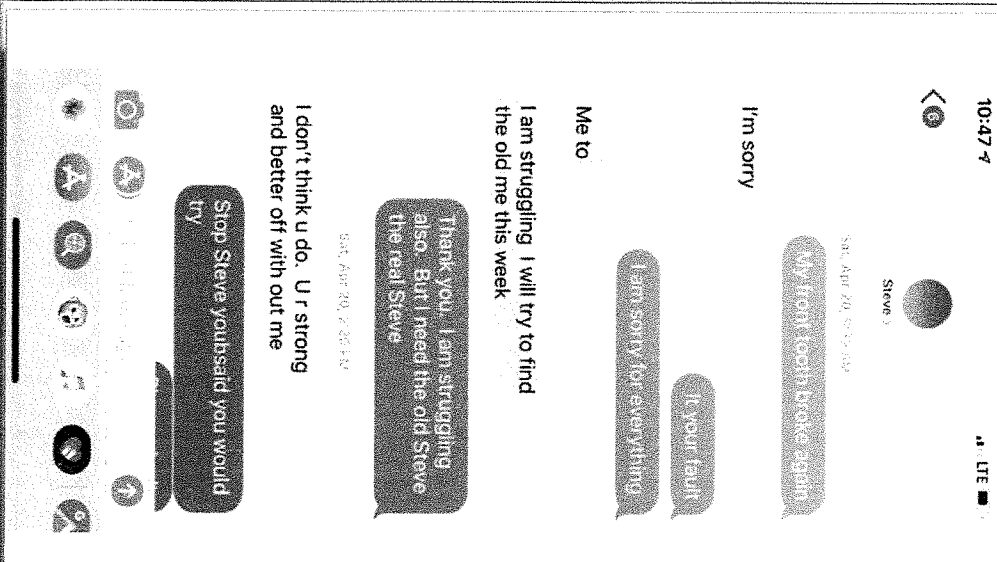 10:47
LTE
Steve
Sat, Apr 20,
My front tooth broke again
I'm sorry
It your fault
I am sorry for everything
Me to
I am struggling I will try to find
the old me this week
Thank you. I am struggling
also. But I need the old Steve
the real Steve
Sat, Apr 20,
I don't think u do. U r strong
and better off with out me
Stop Steve youbsaid you would
try